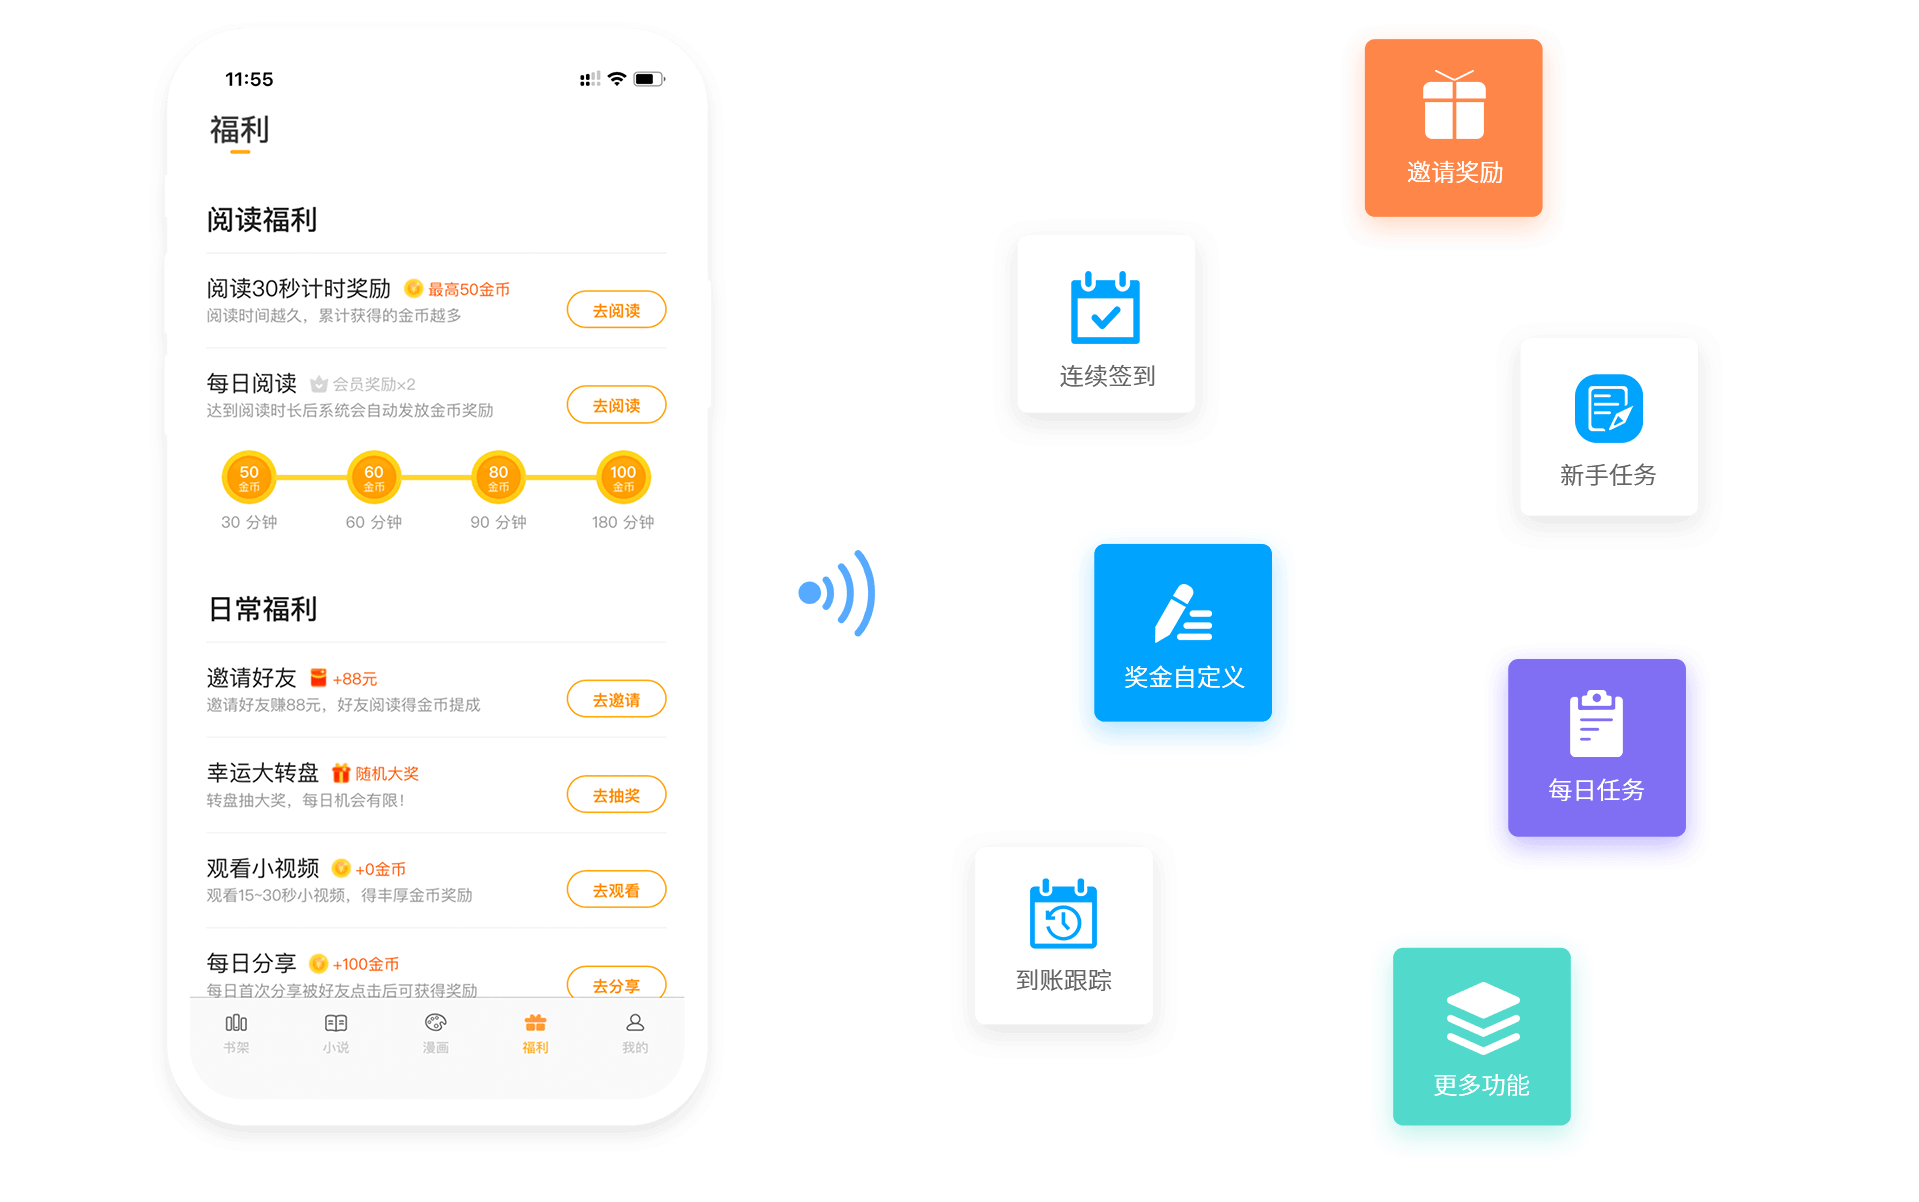 11:55
福利
阅读福利
阅读30秒计时奖励 最高50金币
阅读时间越久，累计获得的金币越多
去阅读
每日阅读 会员奖励×2
达到阅读时长后系统会自动发放金币奖励
去阅读
50 60 80 100
金币 金币 金币 金币
30 分钟 60 分钟 90 分钟 180 分钟
日常福利
邀请好友 +88元
邀请好友赚88元，好友阅读得金币提成
去邀请
幸运大转盘 随机大奖
转盘抽大奖，每日机会有限！
去抽奖
观看小视频 +0金币
观看15~30秒小视频，得丰厚金币奖励
去观看
每日分享 +100金币
每日首次分享被好友点击后可获得奖励
去分享
书架 小说 漫画 福利 我的
邀请奖励
连续签到
新手任务
奖金自定义
每日任务
到账跟踪
更多功能